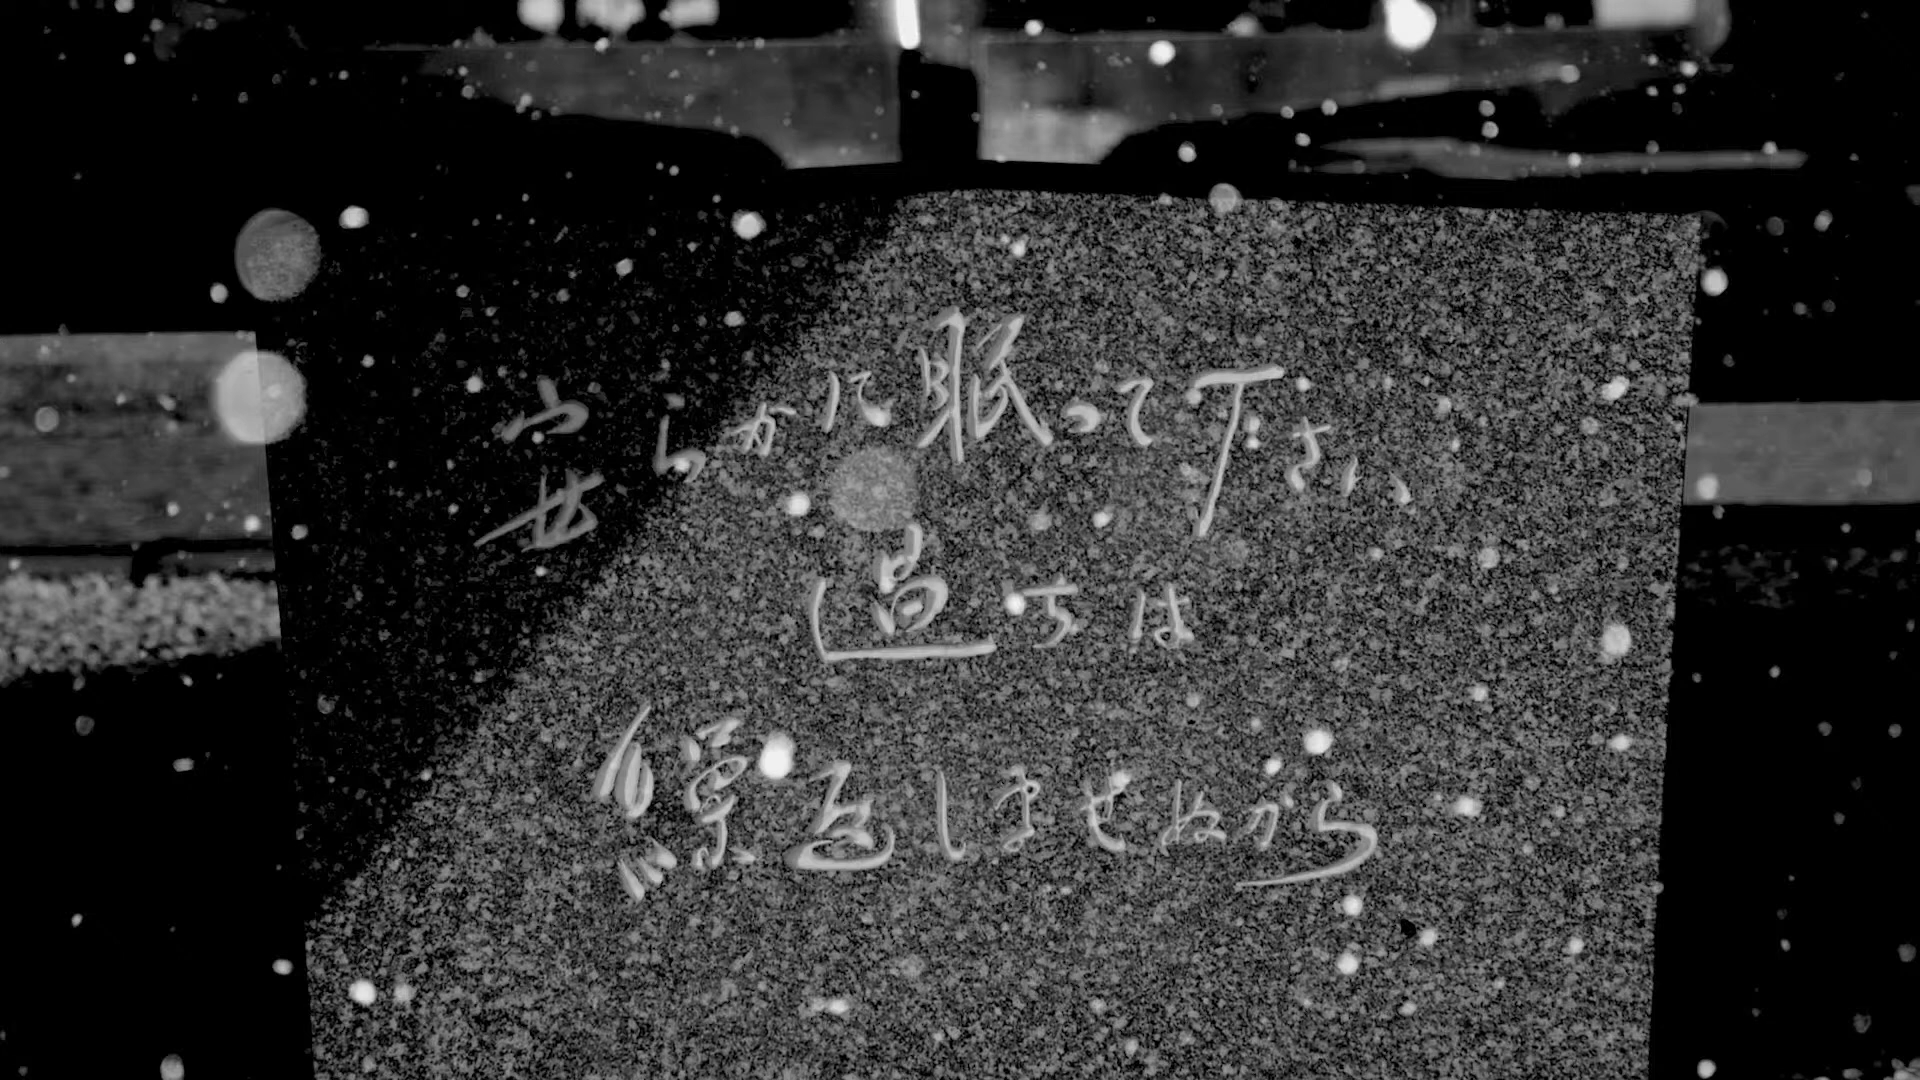 安らかに眠って下さい
過ちは
繰返しませぬから